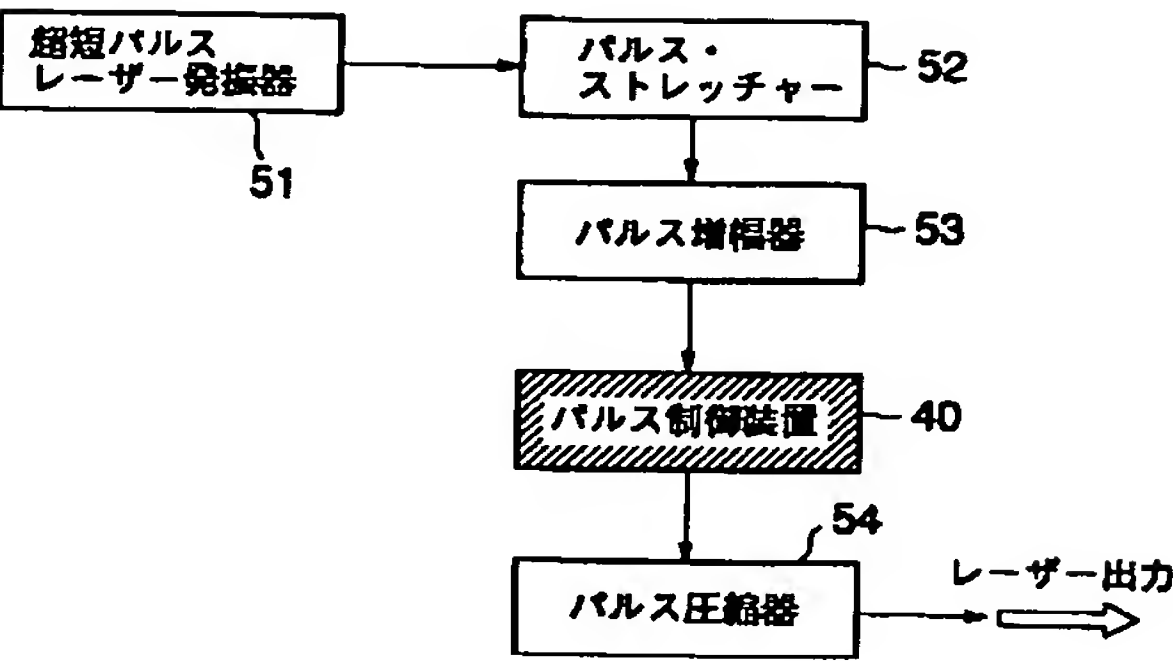 超短パルス
レーザー発振器
51
パルス・
ストレッチャー
52
パルス増幅器
53
パルス制御装置
40
54
パルス圧縮器
レーザー出力